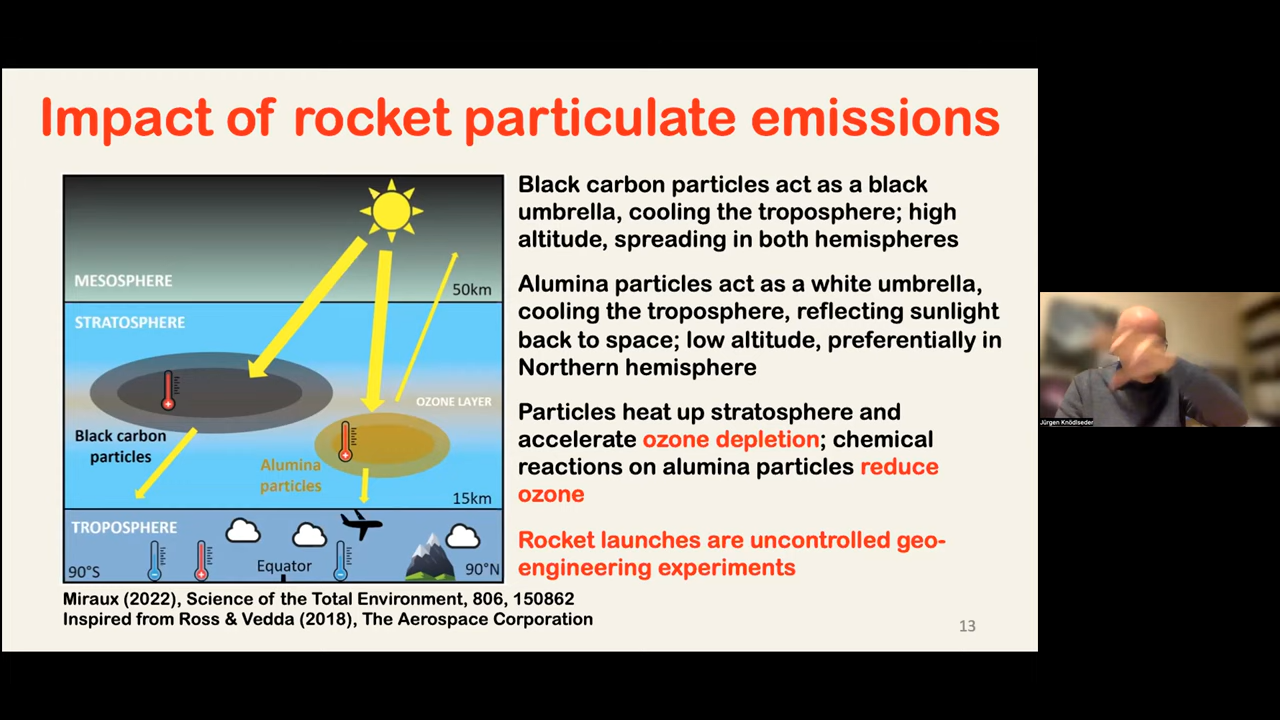 Impact of rocket particulate emissions
MESOSPHERE
50km
STRATOSPHERE
OZONE LAYER
Black carbon
particles
Alumina
particles
15km
TROPOSPHERE
90°S
Equator
90°N
Miraux (2022), Science of the Total Environment, 806, 150862
Inspired from Ross & Vedda (2018), The Aerospace Corporation
Black carbon particles act as a black
umbrella, cooling the troposphere; high
altitude, spreading in both hemispheres
Alumina particles act as a white umbrella,
cooling the troposphere, reflecting sunlight
back to space; low altitude, preferentially in
Northern hemisphere
Particles heat up stratosphere and
accelerate ozone depletion; chemical
reactions on alumina particles reduce
ozone
Rocket launches are uncontrolled geo-
engineering experiments
13
Jürgen Knödlseder